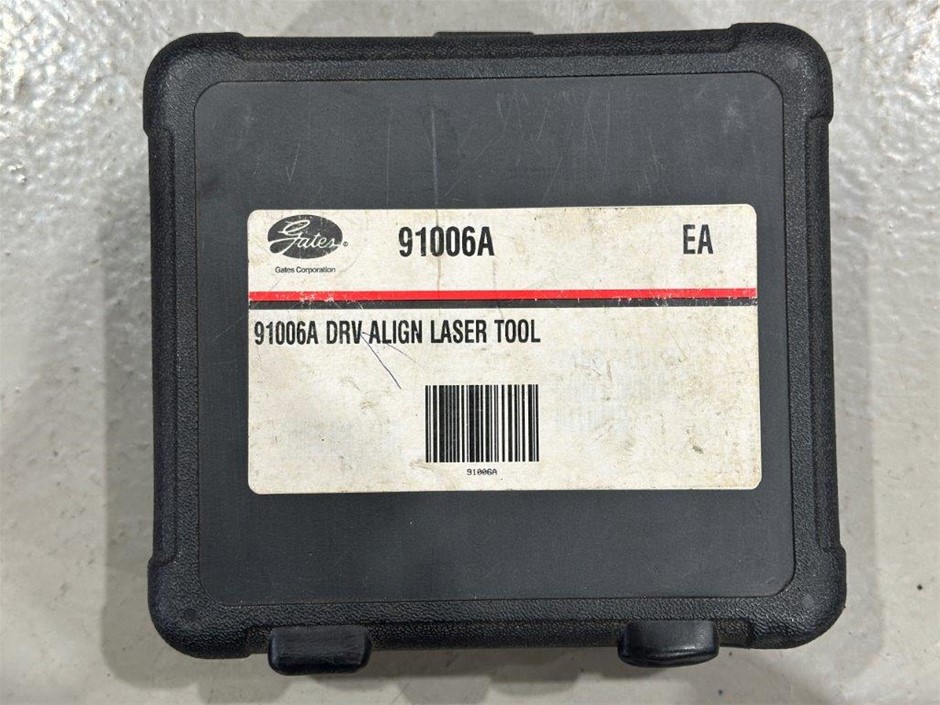 Gates®
Gates Corporation
91006A
EA
91006A DRV ALIGN LASER TOOL
91006A